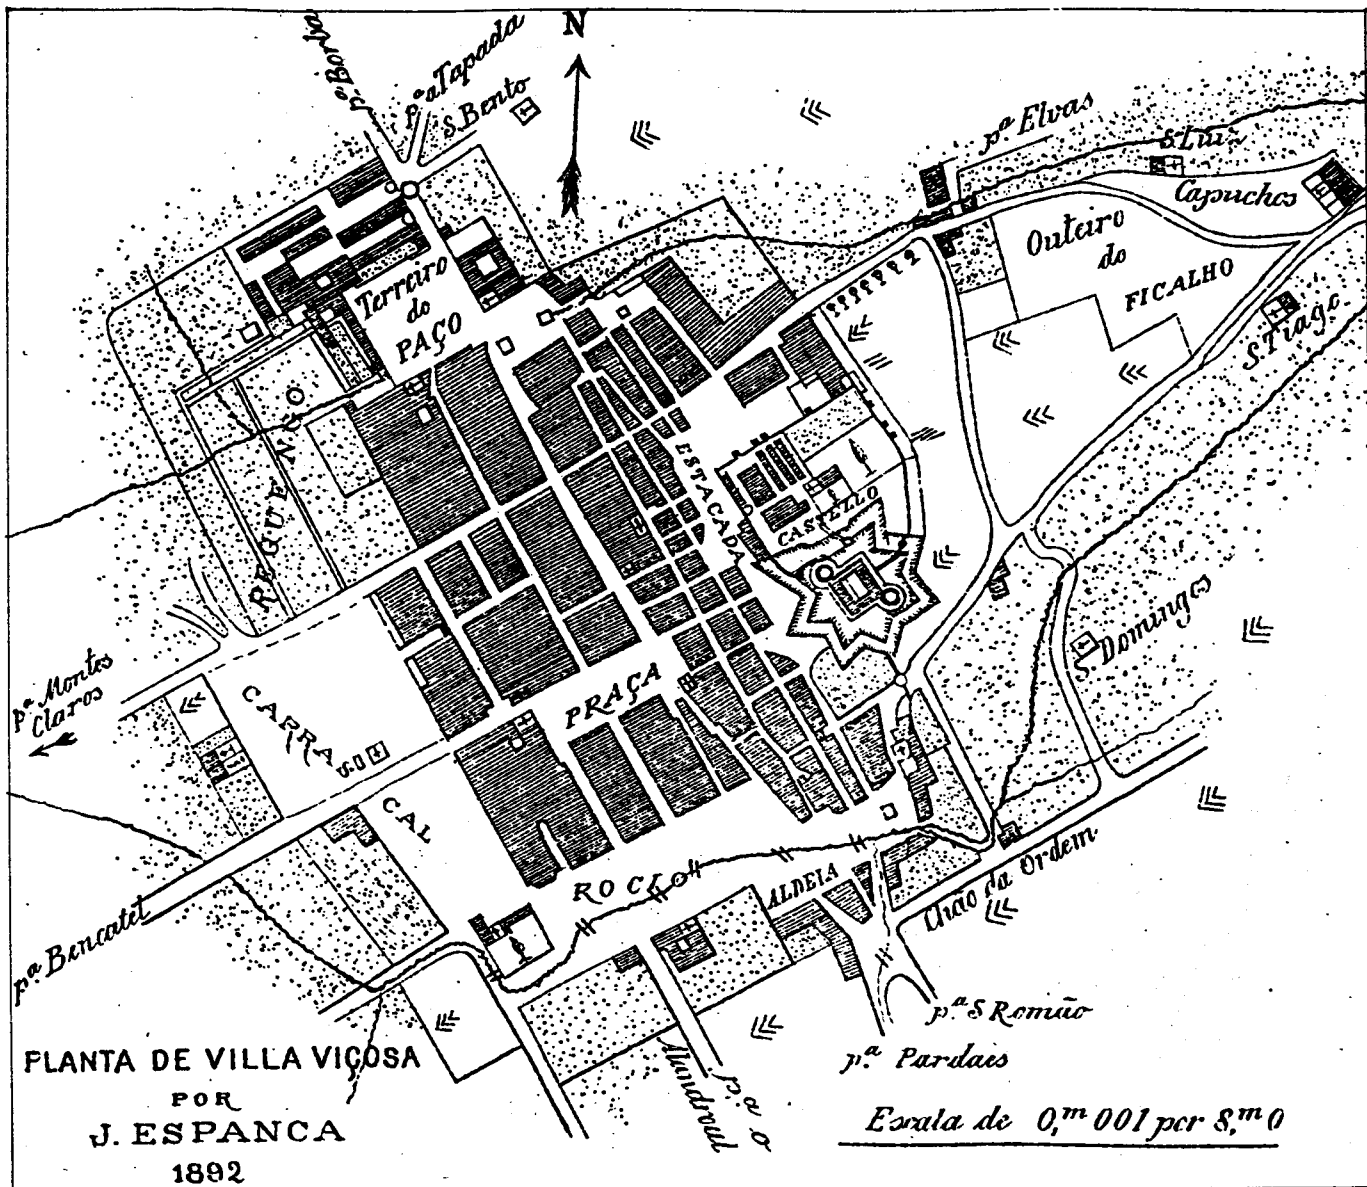 pª Borba
pª a Tapada
S. Bento
N
pª Elvas
S. Luiz
Capuchos
Outeiro
do
FICALHO
S. Tiago
Terreiro
do
PAÇO
REGUENGO
ESTACADA
CASTELLO
S. Domingos
pª Montes
Claros
CARRASCAL
S. O
PRAÇA
ROCIO
ALDEIA
Chão da Ordem
pª Bencatel
pª S Romão
pª Pardaes
pª o
Alandroal
PLANTA DE VILLA VIÇOSA
POR
J. ESPANCA
1892
Escala de 0,ᵐ 001 por 8,ᵐ 0